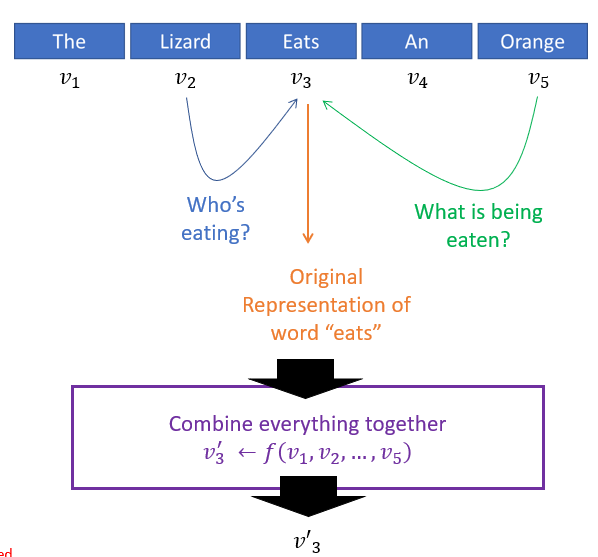 The Lizard Eats An Orange
v₁ v₂ v₃ v₄ v₅
Who's
eating?
What is being
eaten?
Original
Representation of
word “eats”
Combine everything together
v′₃ ← f(v₁, v₂, … , v₅)
v′₃
ed